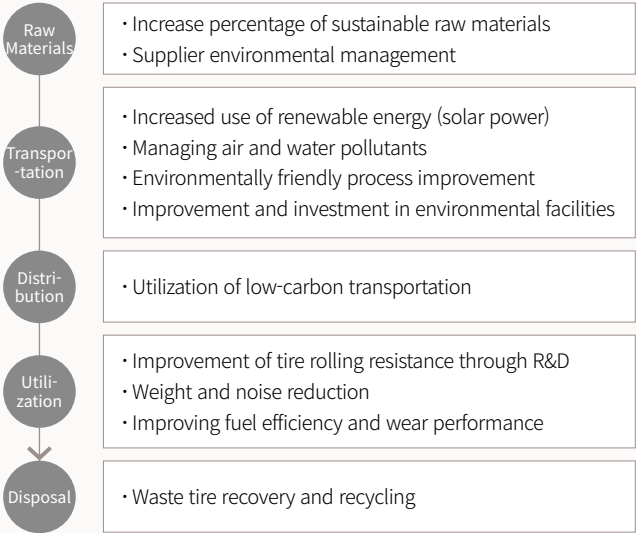 Raw
Materials
· Increase percentage of sustainable raw materials
· Supplier environmental management
Transpor
-tation
· Increased use of renewable energy (solar power)
· Managing air and water pollutants
· Environmentally friendly process improvement
· Improvement and investment in environmental facilities
Distri-
bution
· Utilization of low-carbon transportation
Utili-
zation
· Improvement of tire rolling resistance through R&D
· Weight and noise reduction
· Improving fuel efficiency and wear performance
Disposal
· Waste tire recovery and recycling